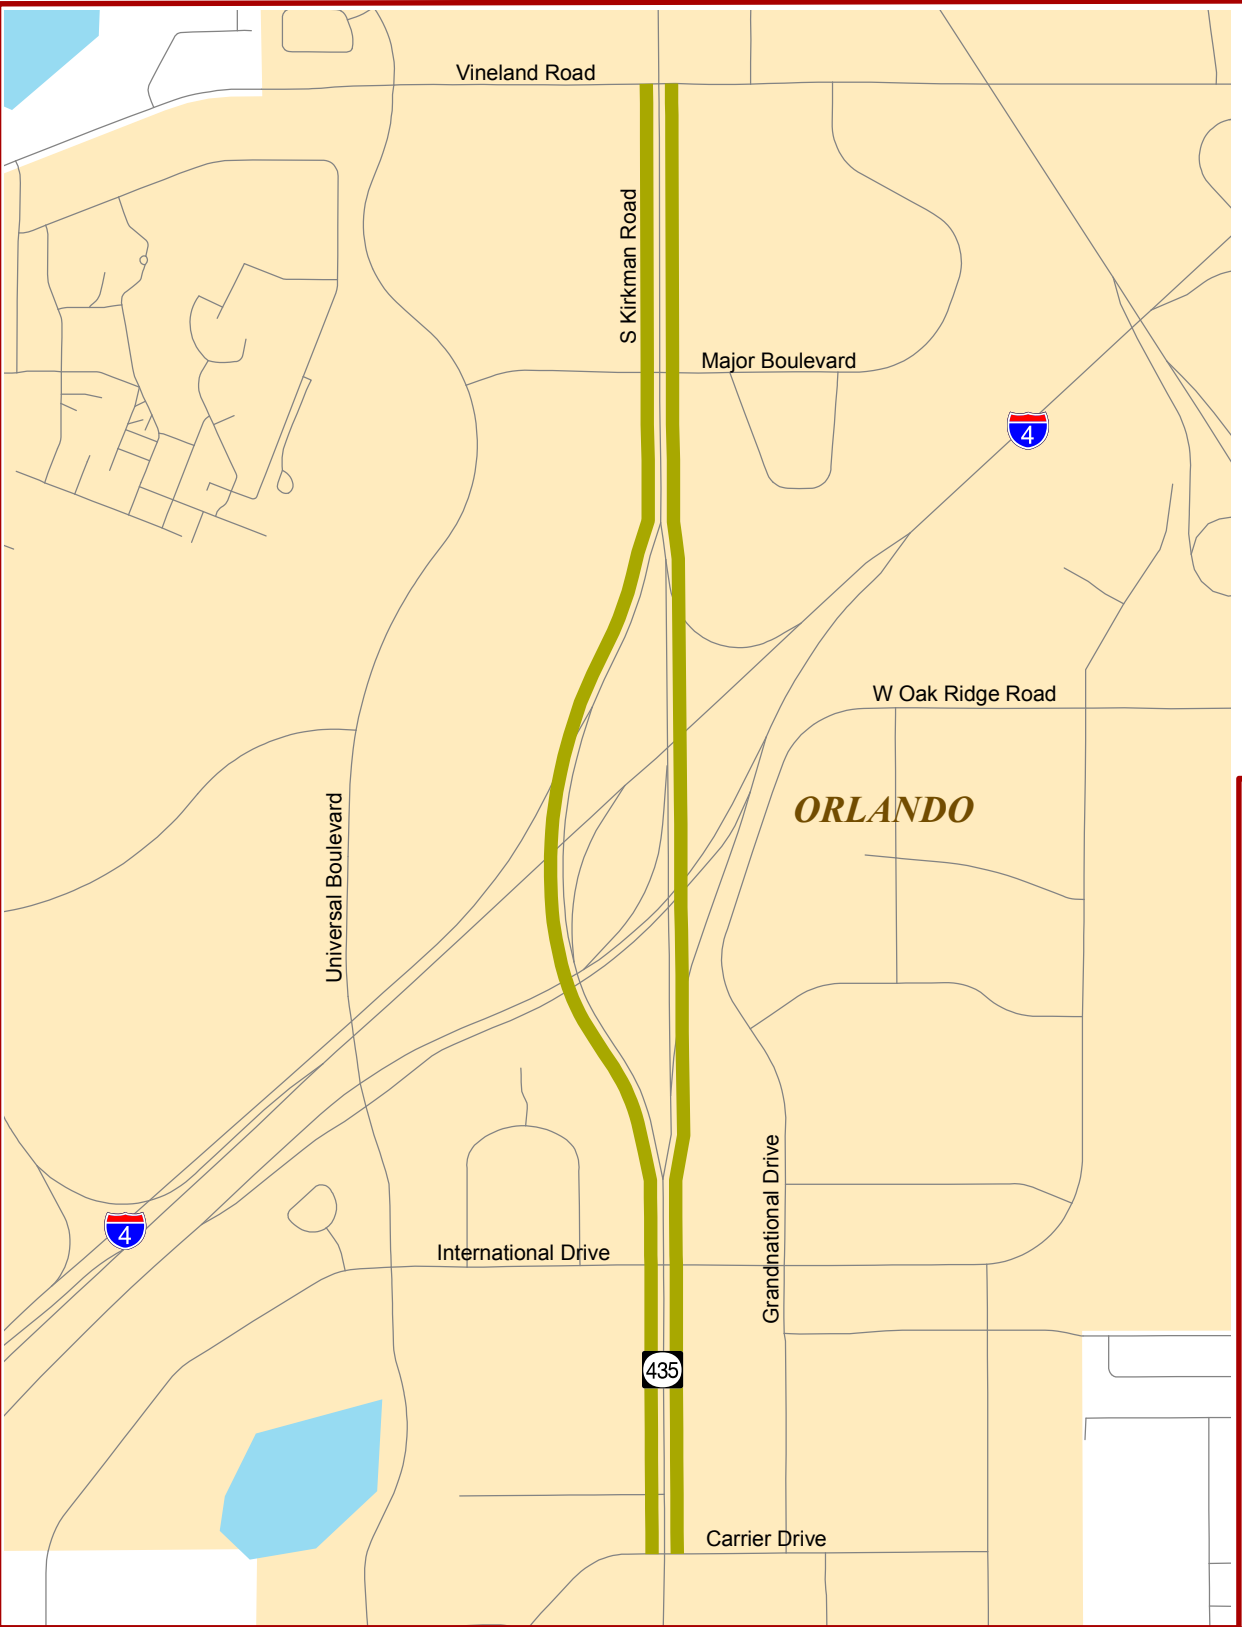 Vineland Road
S Kirkman Road
Major Boulevard
4
W Oak Ridge Road
ORLANDO
Universal Boulevard
Grandnational Drive
4
International Drive
435
Carrier Drive